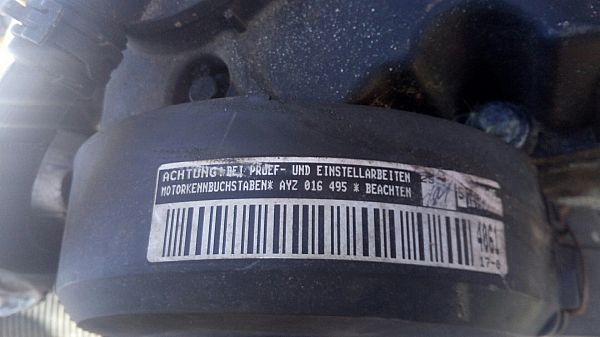 ACHTUNG!BEI PRUEF- UND EINSTELLARBEITEN
MOTORKENNBUCHSTABEN* AYZ 016 495 * BEACHTEN